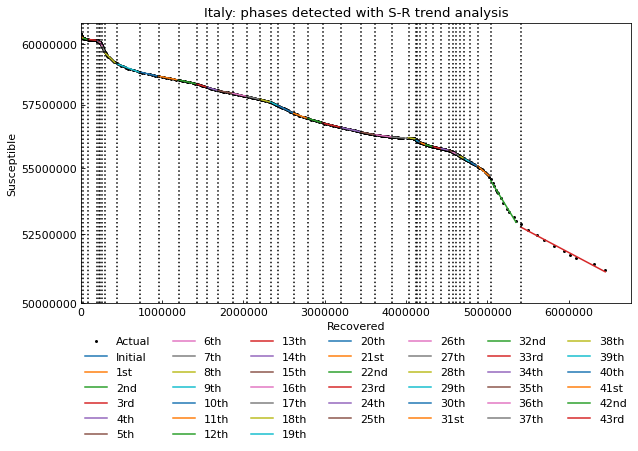 Italy: phases detected with S-R trend analysis
60000000
57500000
55000000
52500000
50000000
Susceptible
0 1000000 2000000 3000000 4000000 5000000 6000000
Recovered
Actual 6th 13th 20th 26th 32nd 38th
Initial 7th 14th 21st 27th 33rd 39th
1st 8th 15th 22nd 28th 34th 40th
2nd 9th 16th 23rd 29th 35th 41st
3rd 10th 17th 24th 30th 36th 42nd
4th 11th 18th 25th 31st 37th 43rd
5th 12th 19th